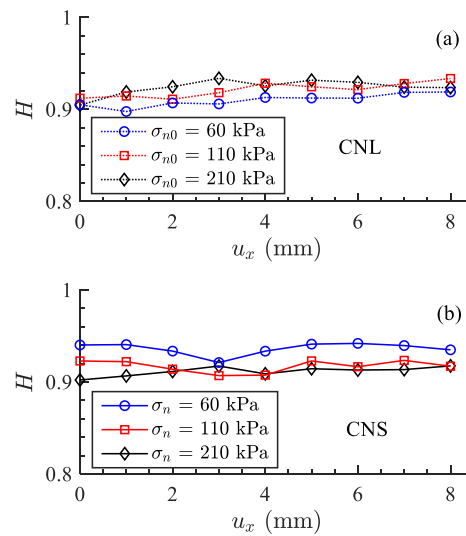 (a)
1
0.9
0.8
H
σn0 = 60 kPa
σn0 = 110 kPa
σn0 = 210 kPa
CNL
0 2 4 6 8
ux (mm)
(b)
1
0.9
0.8
H
σn = 60 kPa
σn = 110 kPa
σn = 210 kPa
CNS
0 2 4 6 8
ux (mm)